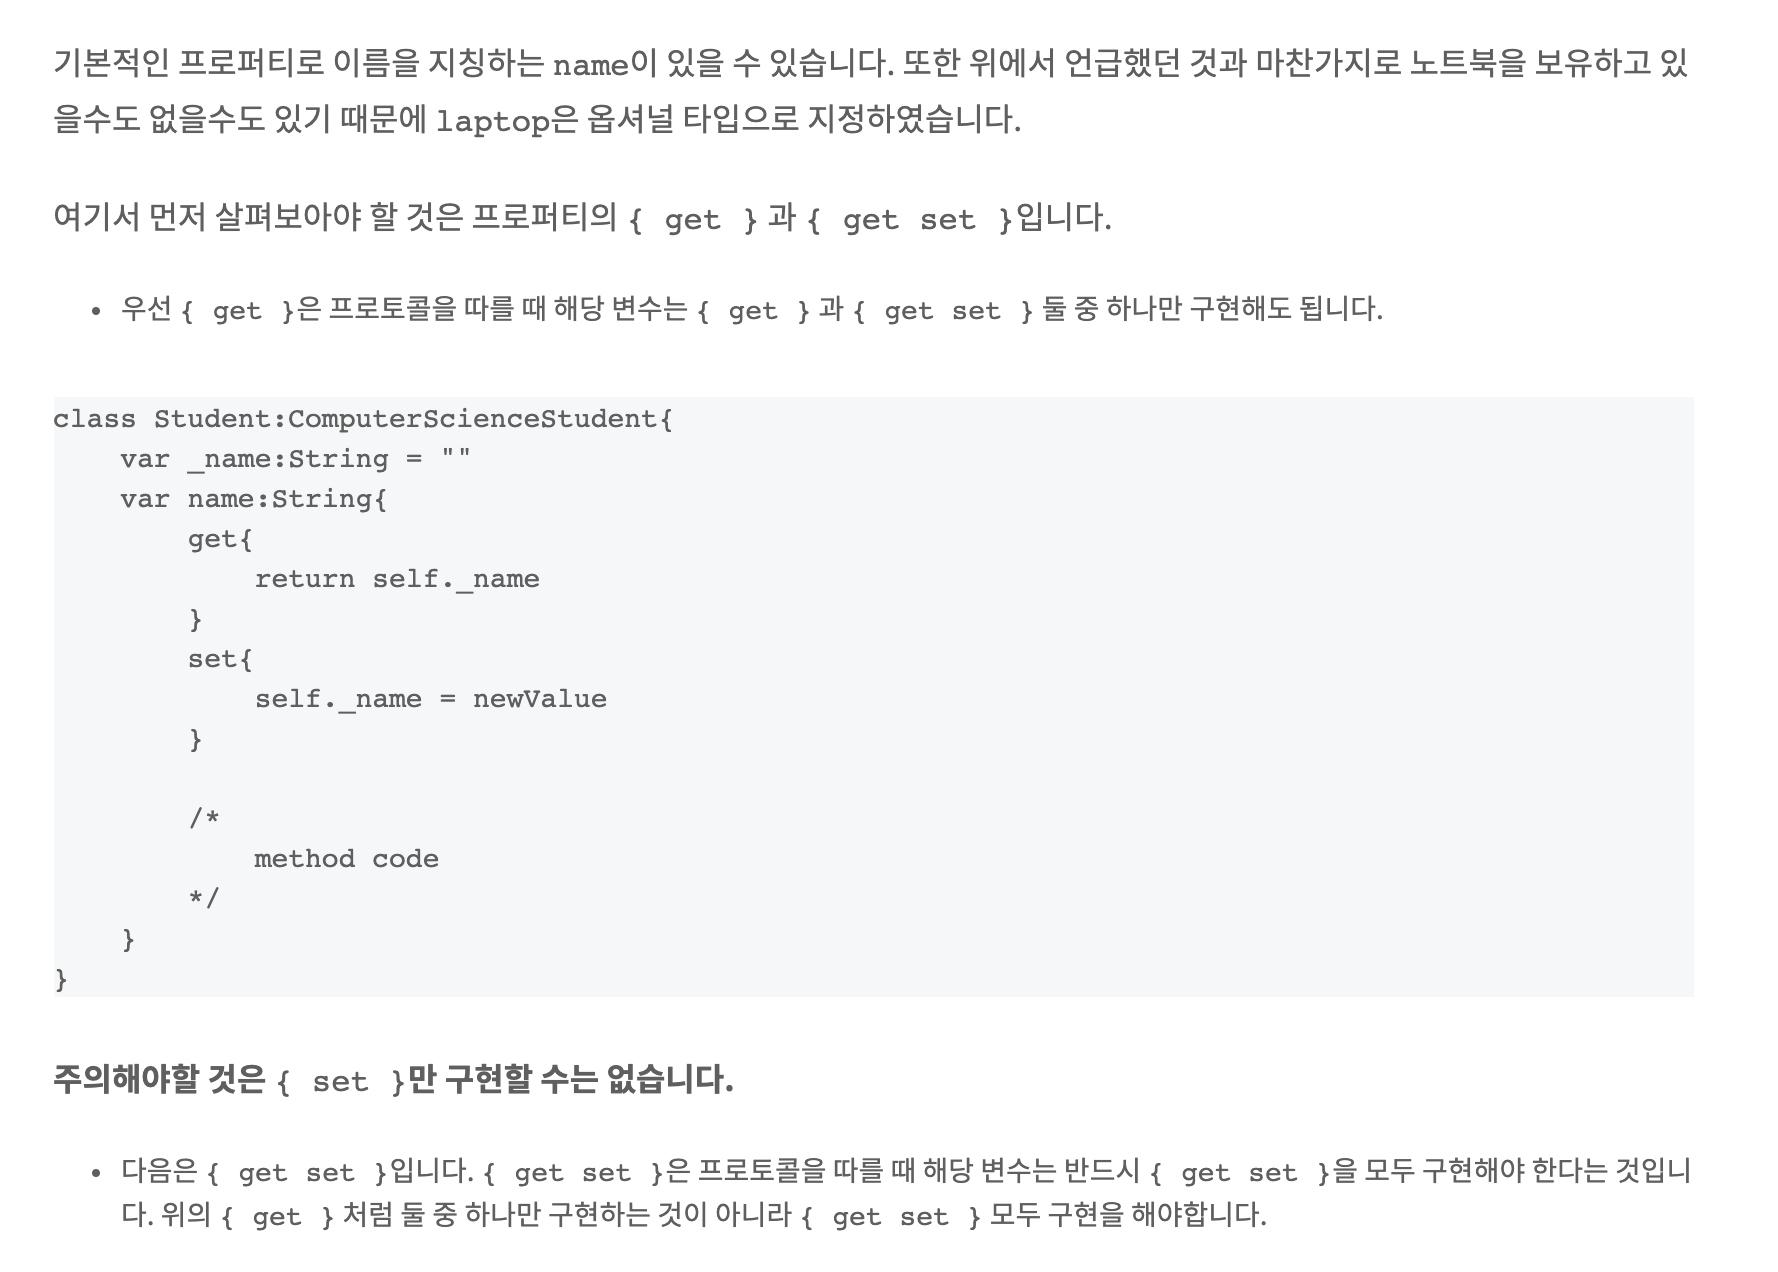 기본적인 프로퍼티로 이름을 지칭하는 name이 있을 수 있습니다. 또한 위에서 언급했던 것과 마찬가지로 노트북을 보유하고 있
을수도 없을수도 있기 때문에 laptop은 옵셔널 타입으로 지정하였습니다.
여기서 먼저 살펴보아야 할 것은 프로퍼티의 { get } 과 { get set }입니다.
• 우선 { get }은 프로토콜을 따를 때 해당 변수는 { get } 과 { get set } 둘 중 하나만 구현해도 됩니다.
class Student:ComputerScienceStudent{
    var _name:String = ""
    var name:String{
        get{
            return self._name
        }
        set{
            self._name = newValue
        }
        /*
            method code
        */
    }
}
주의해야할 것은 { set }만 구현할 수는 없습니다.
• 다음은 { get set }입니다. { get set }은 프로토콜을 따를 때 해당 변수는 반드시 { get set }을 모두 구현해야 한다는 것입니
다. 위의 { get } 처럼 둘 중 하나만 구현하는 것이 아니라 { get set } 모두 구현을 해야합니다.